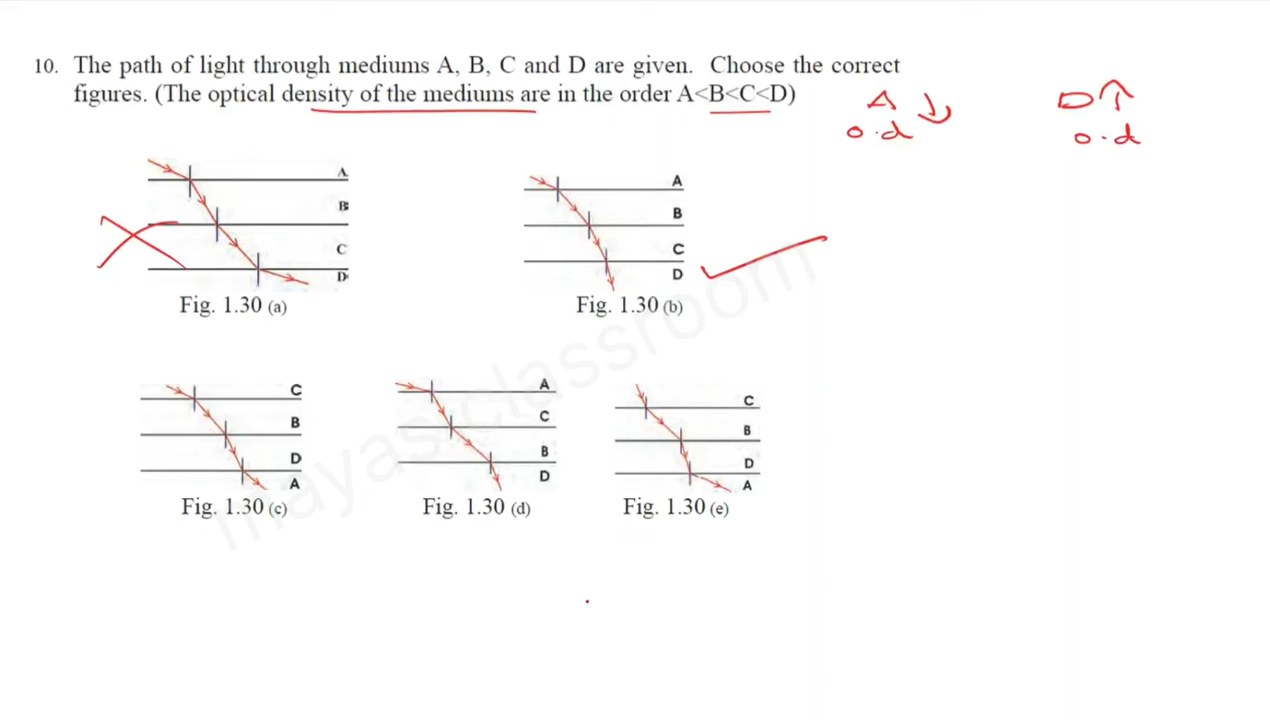 10. The path of light through mediums A, B, C and D are given. Choose the correct
figures. (The optical density of the mediums are in the order A<B<C<D)
A ↓
o.d
D↑
o.d
A
B
C
D
Fig. 1.30 (a)
A
B
C
D
Fig. 1.30 (b)
C
B
D
A
Fig. 1.30 (c)
A
C
B
D
Fig. 1.30 (d)
C
B
D
A
Fig. 1.30 (e)
mayas classroom